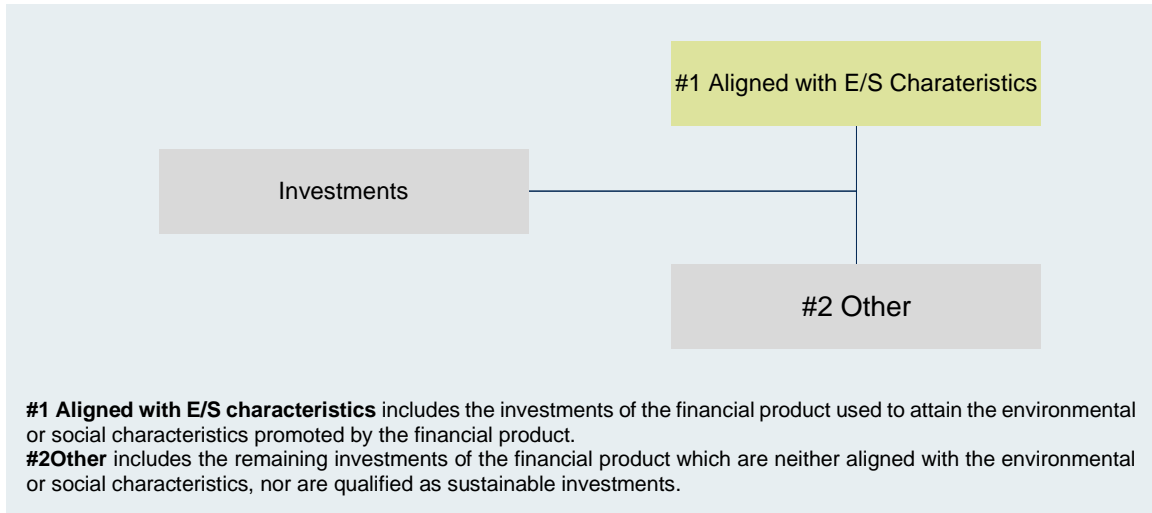 #1 Aligned with E/S Charateristics
Investments
#2 Other
#1 Aligned with E/S characteristics includes the investments of the financial product used to attain the environmental
or social characteristics promoted by the financial product.
#2Other includes the remaining investments of the financial product which are neither aligned with the environmental
or social characteristics, nor are qualified as sustainable investments.